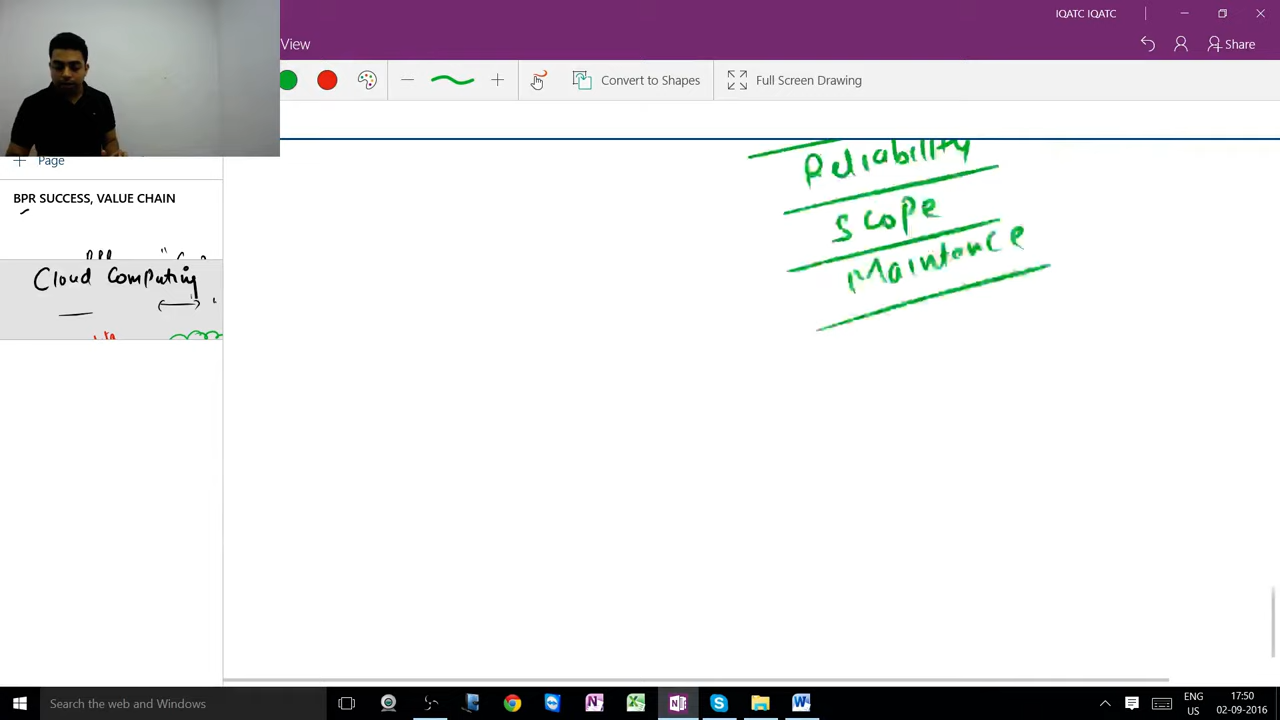 IQATC IQATC
View
Share
Convert to Shapes
Full Screen Drawing
Page
BPR SUCCESS, VALUE CHAIN
Cloud Computing
Reliability
Scope
Maintence
Search the web and Windows
ENG
US
17:50
02-09-2016